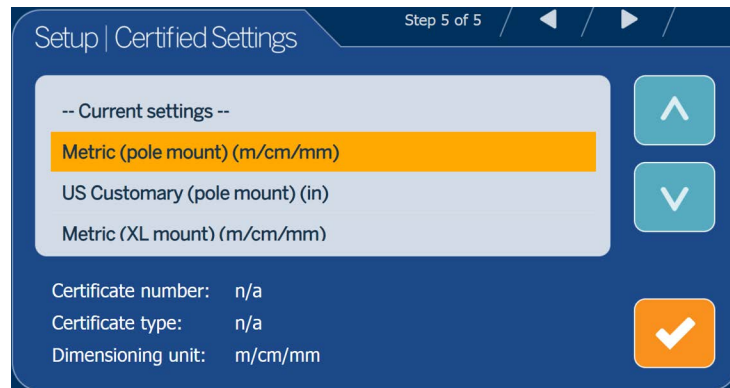 Setup | Certified Settings
Step 5 of 5
-- Current settings --
Metric (pole mount) (m/cm/mm)
US Customary (pole mount) (in)
Metric (XL mount) (m/cm/mm)
Certificate number: n/a
Certificate type: n/a
Dimensioning unit: m/cm/mm